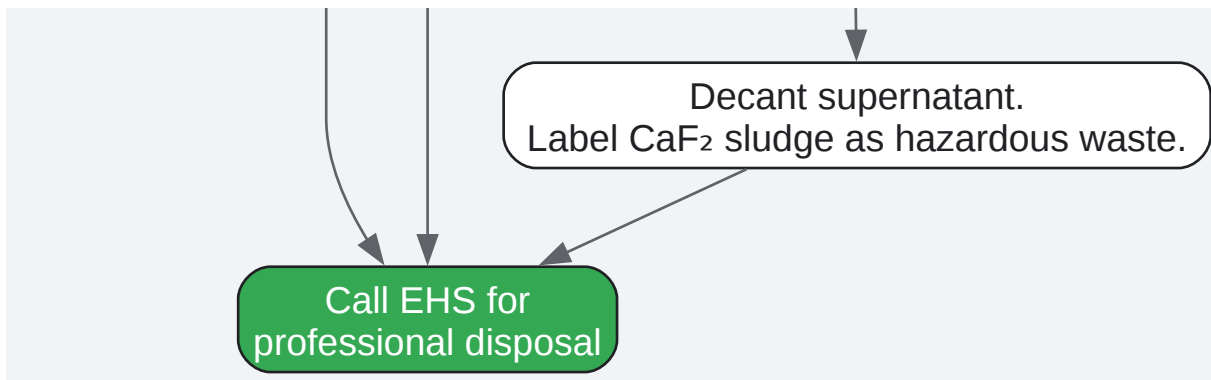 Decant supernatant.
Label CaF₂ sludge as hazardous waste.
Call EHS for
professional disposal